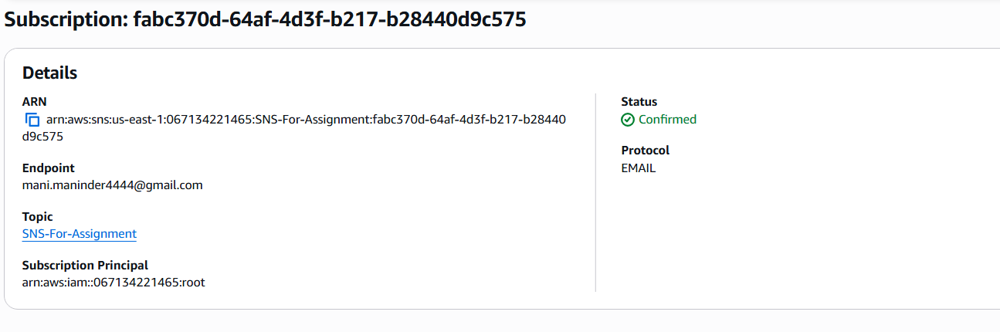 Subscription: fabc370d-64af-4d3f-b217-b28440d9c575
Details
ARN
arn:aws:sns:us-east-1:067134221465:SNS-For-Assignment:fabc370d-64af-4d3f-b217-b28440
d9c575
Endpoint
mani.maninder4444@gmail.com
Topic
SNS-For-Assignment
Subscription Principal
arn:aws:iam::067134221465:root
Status
Confirmed
Protocol
EMAIL